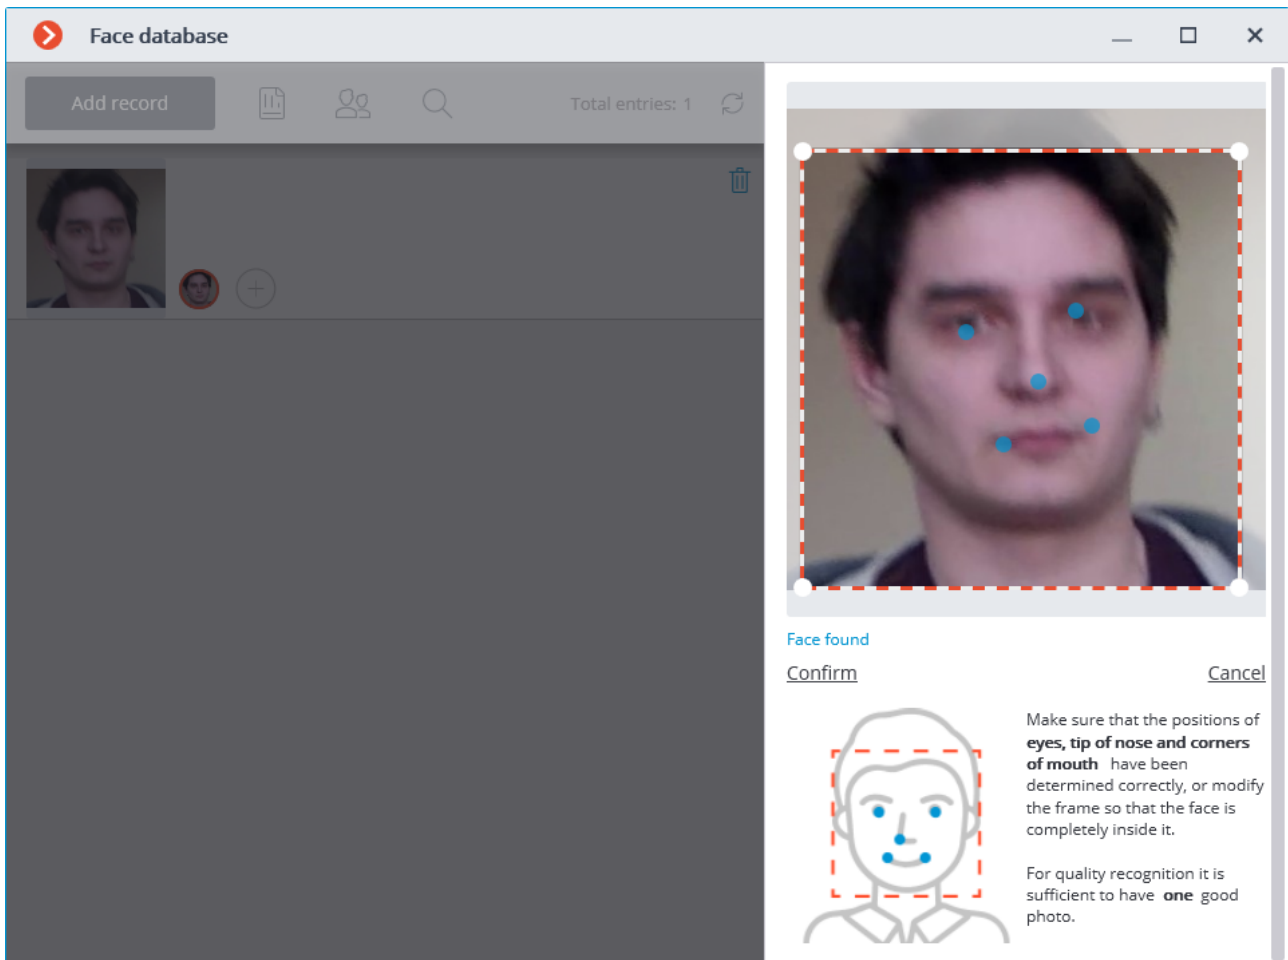 Face database
Add record
Total entries: 1
Face found
Confirm
Cancel
Make sure that the positions of
eyes, tip of nose and corners
of mouth have been
determined correctly, or modify
the frame so that the face is
completely inside it.
For quality recognition it is
sufficient to have one good
photo.